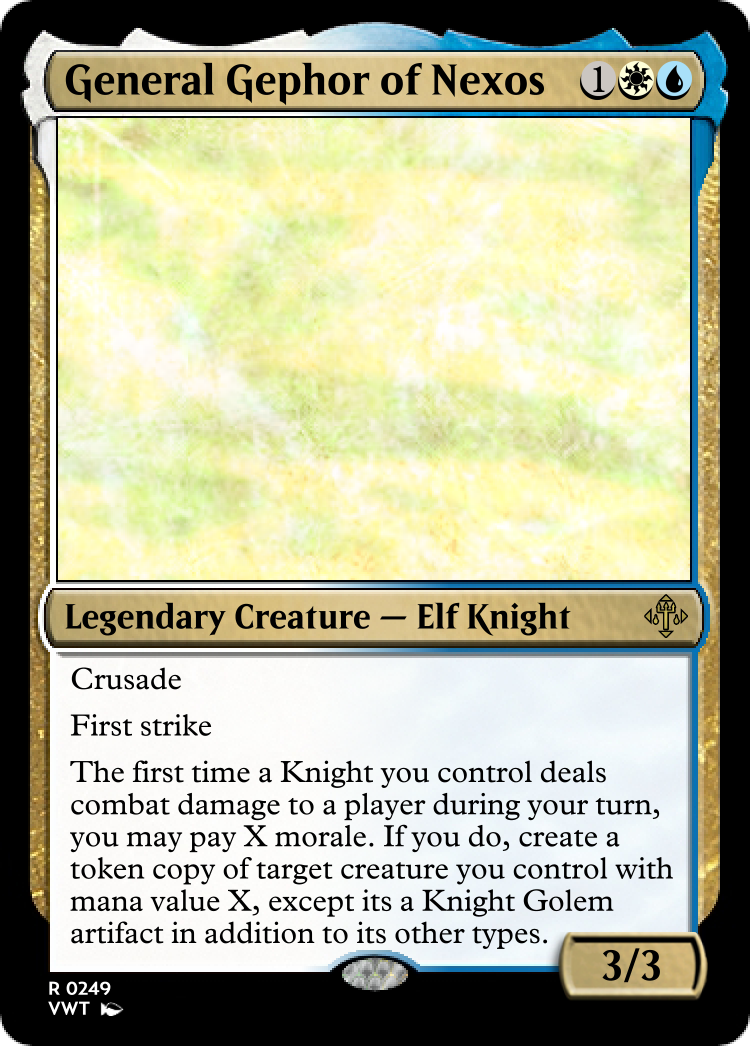 General Gephor of Nexos 1
Legendary Creature — Elf Knight
Crusade
First strike
The first time a Knight you control deals
combat damage to a player during your turn,
you may pay X morale. If you do, create a
token copy of target creature you control with
mana value X, except its a Knight Golem
artifact in addition to its other types.
3/3
R 0249
VWT